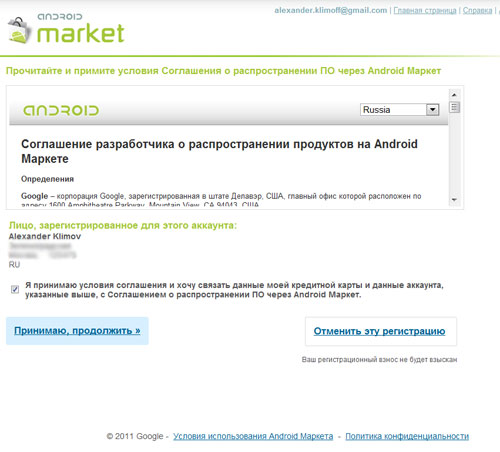 alexander.klimoff@gmail.com | Главная страница | Справка |
ANDROID
market
Прочитайте и примите условия Соглашения о распространении ПО через Android Маркет
ANDROID
Russia
Соглашение разработчика о распространении продуктов на Android
Маркете
Определения
Google – корпорация Google, зарегистрированная в штате Делавэр, США, главный офис которой расположен по
адресу 1600 Amphitheatre Parkway, Mountain View, CA 94043, США
Лицо, зарегистрированное для этого аккаунта:
Alexander Klimov
RU
Я принимаю условия соглашения и хочу связать данные моей кредитной карты и данные аккаунта,
указанные выше, с Соглашением о распространении ПО через Android Маркет.
Принимаю, продолжить »
Отменить эту регистрацию
Ваш регистрационный взнос не будет взыскан
© 2011 Google - Условия использования Android Маркета - Политика конфиденциальности